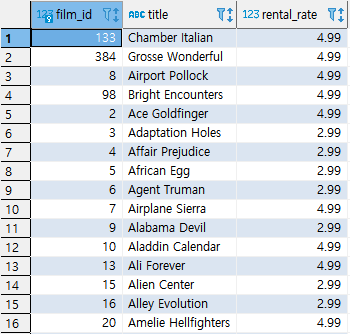 123 film_id ABC title 123 rental_rate
1 133 Chamber Italian 4.99
2 384 Grosse Wonderful 4.99
3 8 Airport Pollock 4.99
4 98 Bright Encounters 4.99
5 2 Ace Goldfinger 4.99
6 3 Adaptation Holes 2.99
7 4 Affair Prejudice 2.99
8 5 African Egg 2.99
9 6 Agent Truman 2.99
10 7 Airplane Sierra 4.99
11 9 Alabama Devil 2.99
12 10 Aladdin Calendar 4.99
13 13 Ali Forever 4.99
14 15 Alien Center 2.99
15 16 Alley Evolution 2.99
16 20 Amelie Hellfighters 4.99